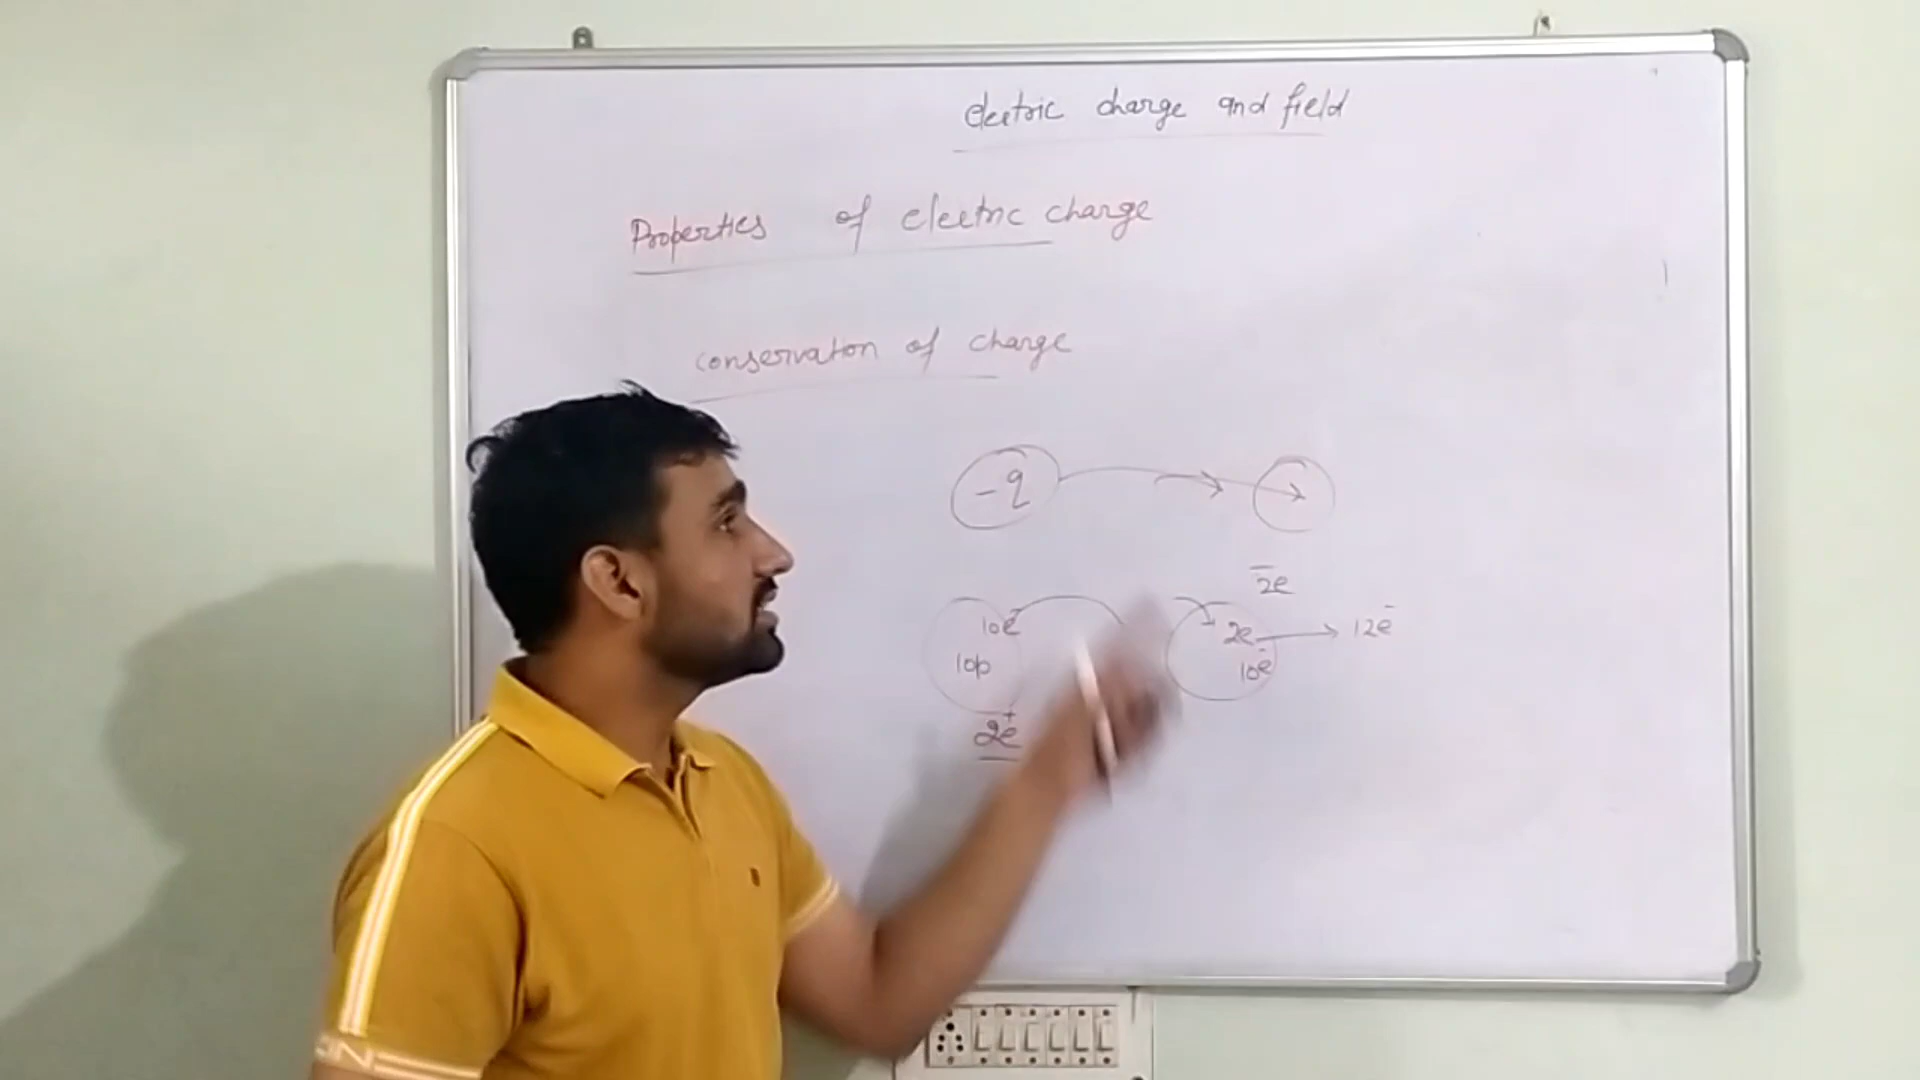 electric charge and field
Properties of electric charge
conservation of charge
-q
2e⁻
10e⁻
2e⁻
12e⁻
10p
10e⁻
2e⁺